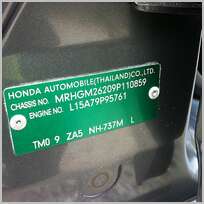 HONDA AUTOMOBILE(THAILAND)CO.,LTD.
CHASSIS NO. MRHGM26209P110859
ENGINE NO. L15A79P95761
TM0 9 ZA5 NH-737M L